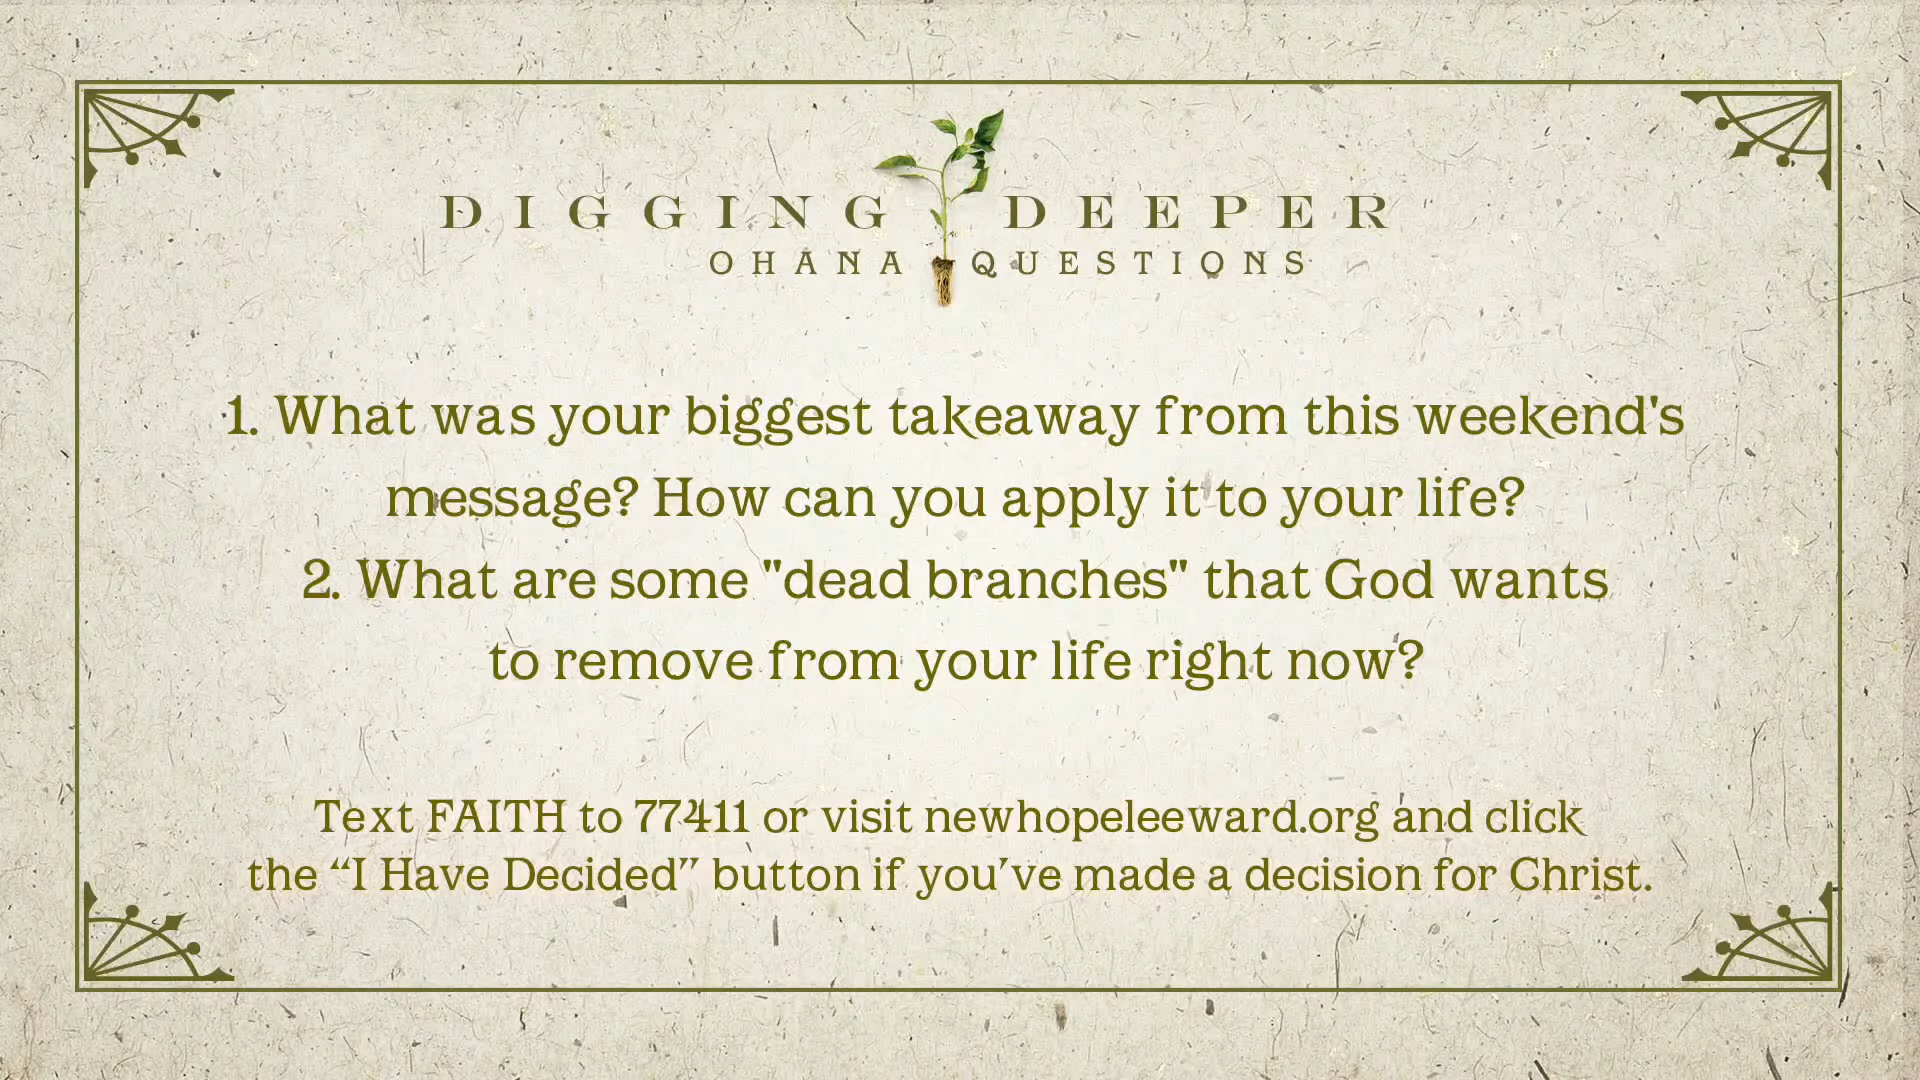 DIGGING DEEPER
OHANA QUESTIONS
1. What was your biggest takeaway from this weekend's
message? How can you apply it to your life?
2. What are some "dead branches" that God wants
to remove from your life right now?
Text FAITH to 77411 or visit newhopeleeward.org and click
the “I Have Decided” button if you’ve made a decision for Christ.